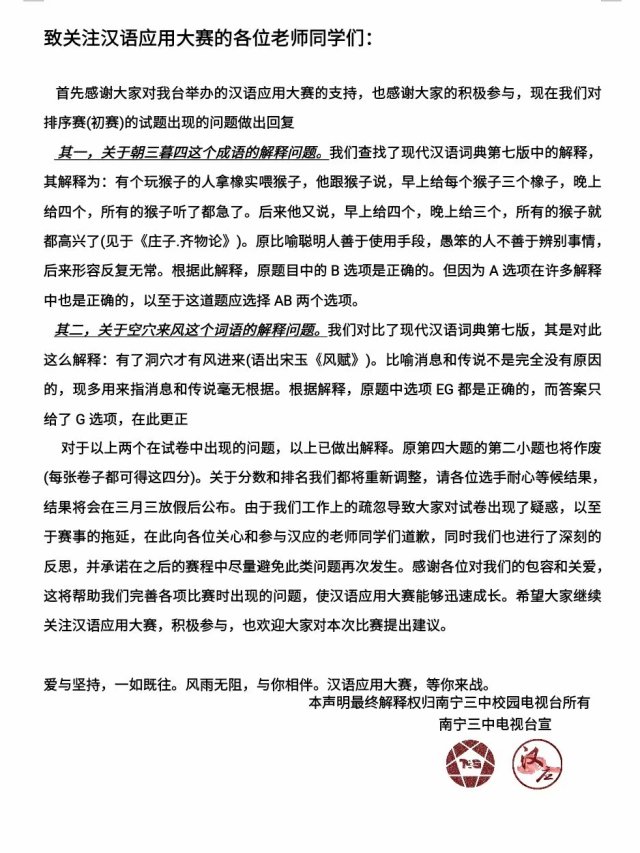 致关注汉语应用大赛的各位老师同学们：
首先感谢大家对我台举办的汉语应用大赛的支持，也感谢大家的积极参与，现在我们对
排序赛(初赛)的试题出现的问题做出回复
其一，关于朝三暮四这个成语的解释问题。我们查找了现代汉语词典第七版中的解释，
其解释为：有个玩猴子的人拿橡实喂猴子，他跟猴子说，早上给每个猴子三个橡子，晚上
给四个，所有的猴子听了都急了。后来他又说，早上给四个，晚上给三个，所有的猴子就
都高兴了(见于《庄子.齐物论》)。原比喻聪明人善于使用手段，愚笨的人不善于辨别事情，
后来形容反复无常。根据此解释，原题目中的 B 选项是正确的。但因为 A 选项在许多解释
中也是正确的，以至于这道题应选择 AB 两个选项。
其二，关于空穴来风这个词语的解释问题。我们对比了现代汉语词典第七版，其是对此
这么解释：有了洞穴才有风进来(语出宋玉《风赋》)。比喻消息和传说不是完全没有原因
的，现多用来指消息和传说毫无根据。根据解释，原题中选项 EG 都是正确的，而答案只
给了 G 选项，在此更正
对于以上两个在试卷中出现的问题，以上已做出解释。原第四大题的第二小题也将作废
(每张卷子都可得这四分)。关于分数和排名我们都将重新调整，请各位选手耐心等候结果，
结果将会在三月三放假后公布。由于我们工作上的疏忽导致大家对试卷出现了疑惑，以至
于赛事的拖延，在此向各位关心和参与汉应的老师同学们道歉，同时我们也进行了深刻的
反思，并承诺在之后的赛程中尽量避免此类问题再次发生。感谢各位对我们的包容和关爱，
这将帮助我们完善各项比赛时出现的问题，使汉语应用大赛能够迅速成长。希望大家继续
关注汉语应用大赛，积极参与，也欢迎大家对本次比赛提出建议。
爱与坚持，一如既往。风雨无阻，与你相伴。汉语应用大赛，等你来战。
本声明最终解释权归南宁三中校园电视台所有
南宁三中电视台宣